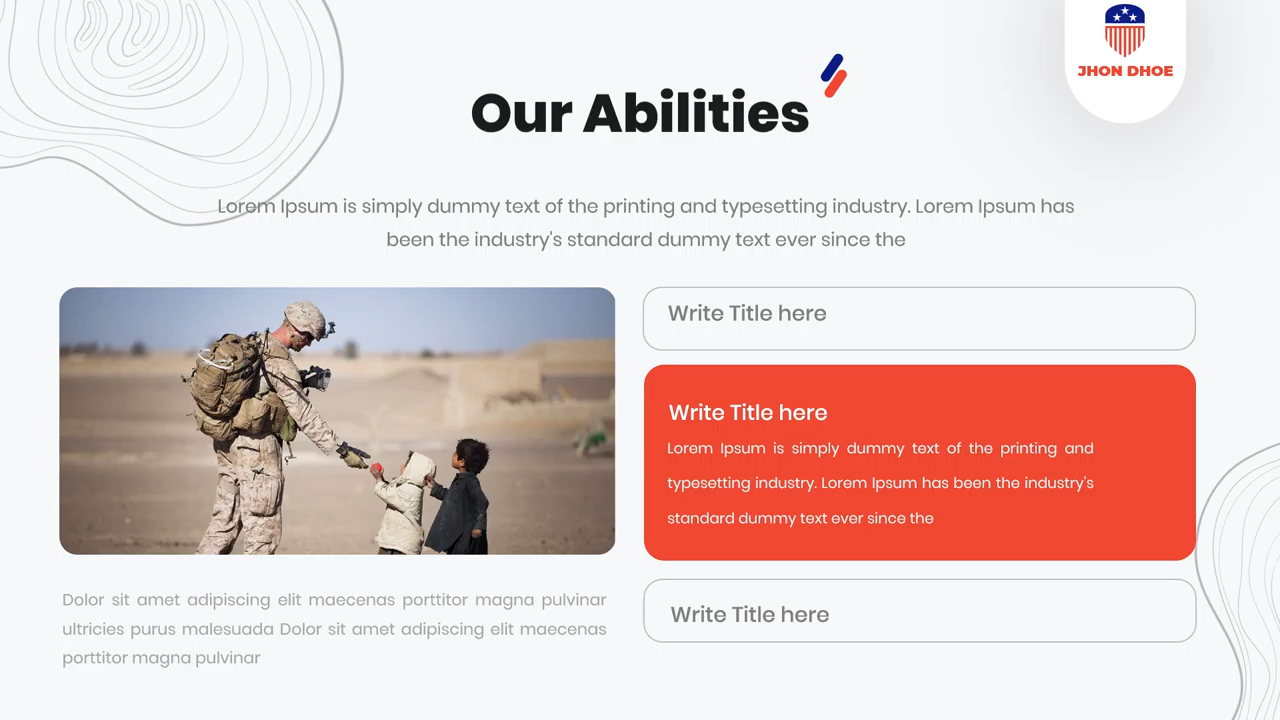 JHON DHOE
Our Abilities
Lorem Ipsum is simply dummy text of the printing and typesetting industry. Lorem Ipsum has
been the industry's standard dummy text ever since the
Write Title here
Write Title here
Lorem Ipsum is simply dummy text of the printing and
typesetting industry. Lorem Ipsum has been the industry's
standard dummy text ever since the
Write Title here
Dolor sit amet adipiscing elit maecenas porttitor magna pulvinar
ultricies purus malesuada Dolor sit amet adipiscing elit maecenas
porttitor magna pulvinar